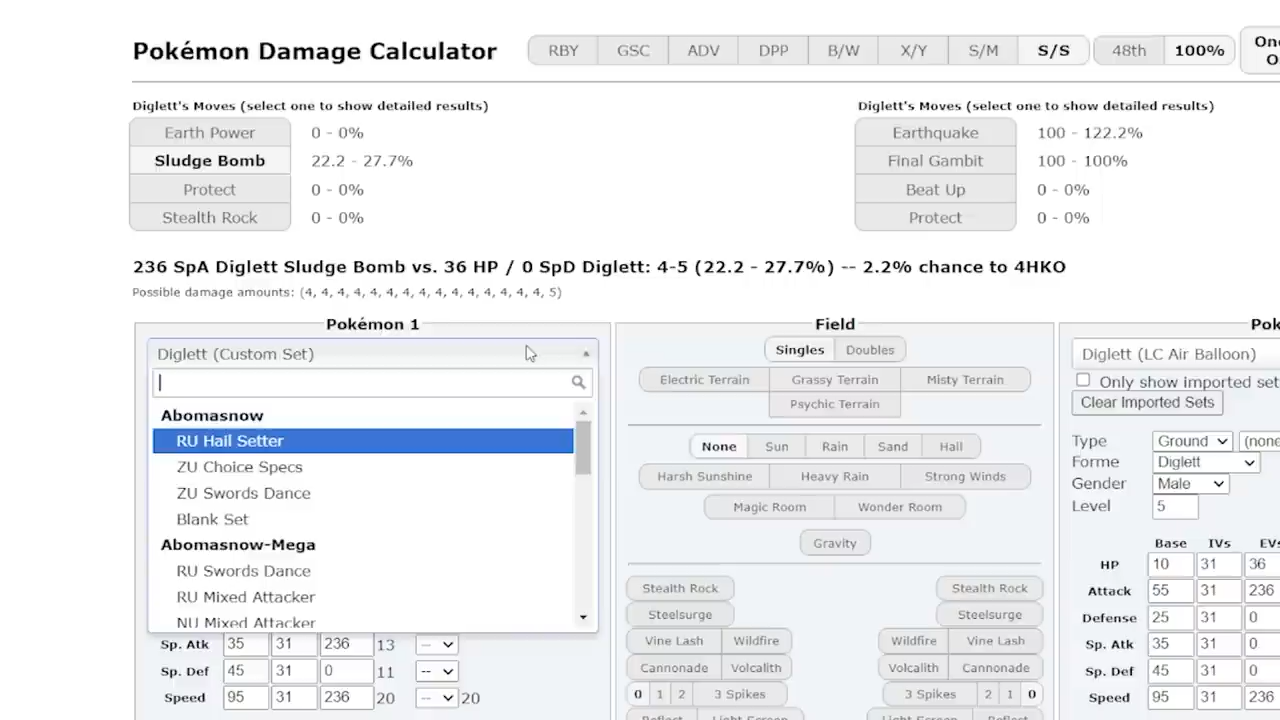 Pokémon Damage Calculator RBY GSC ADV DPP B/W X/Y S/M S/S 48th 100%
Diglett's Moves (select one to show detailed results)
Earth Power 0 - 0%
Sludge Bomb 22.2 - 27.7%
Protect 0 - 0%
Stealth Rock 0 - 0%
Diglett's Moves (select one to show detailed results)
Earthquake 100 - 122.2%
Final Gambit 100 - 100%
Beat Up 0 - 0%
Protect 0 - 0%
236 SpA Diglett Sludge Bomb vs. 36 HP / 0 SpD Diglett: 4-5 (22.2 - 27.7%) -- 2.2% chance to 4HKO
Possible damage amounts: (4, 4, 4, 4, 4, 4, 4, 4, 4, 4, 4, 4, 4, 4, 4, 5)
Pokémon 1
Diglett (Custom Set)
Abomasnow
RU Hail Setter
ZU Choice Specs
ZU Swords Dance
Blank Set
Abomasnow-Mega
RU Swords Dance
RU Mixed Attacker
NU Mixed Attacker
Sp. Atk 35 31 236 13 --
Sp. Def 45 31 0 11 --
Speed 95 31 236 20 -- 20
Field
Singles Doubles
Electric Terrain Grassy Terrain Misty Terrain
Psychic Terrain
None Sun Rain Sand Hail
Harsh Sunshine Heavy Rain Strong Winds
Magic Room Wonder Room
Gravity
Stealth Rock Stealth Rock
Steelsurge Steelsurge
Vine Lash Wildfire Wildfire Vine Lash
Cannonade Volcalith Volcalith Cannonade
0 1 2 3 Spikes 3 Spikes 2 1 0
Reflect Light Screen Light Screen Reflect
Diglett (LC Air Balloon)
Only show imported set
Clear Imported Sets
Type Ground (none
Forme Diglett
Gender Male
Level 5
Base IVs EVs
HP 10 31 36
Attack 55 31 236
Defense 25 31 0
Sp. Atk 35 31 0
Sp. Def 45 31 0
Speed 95 31 236